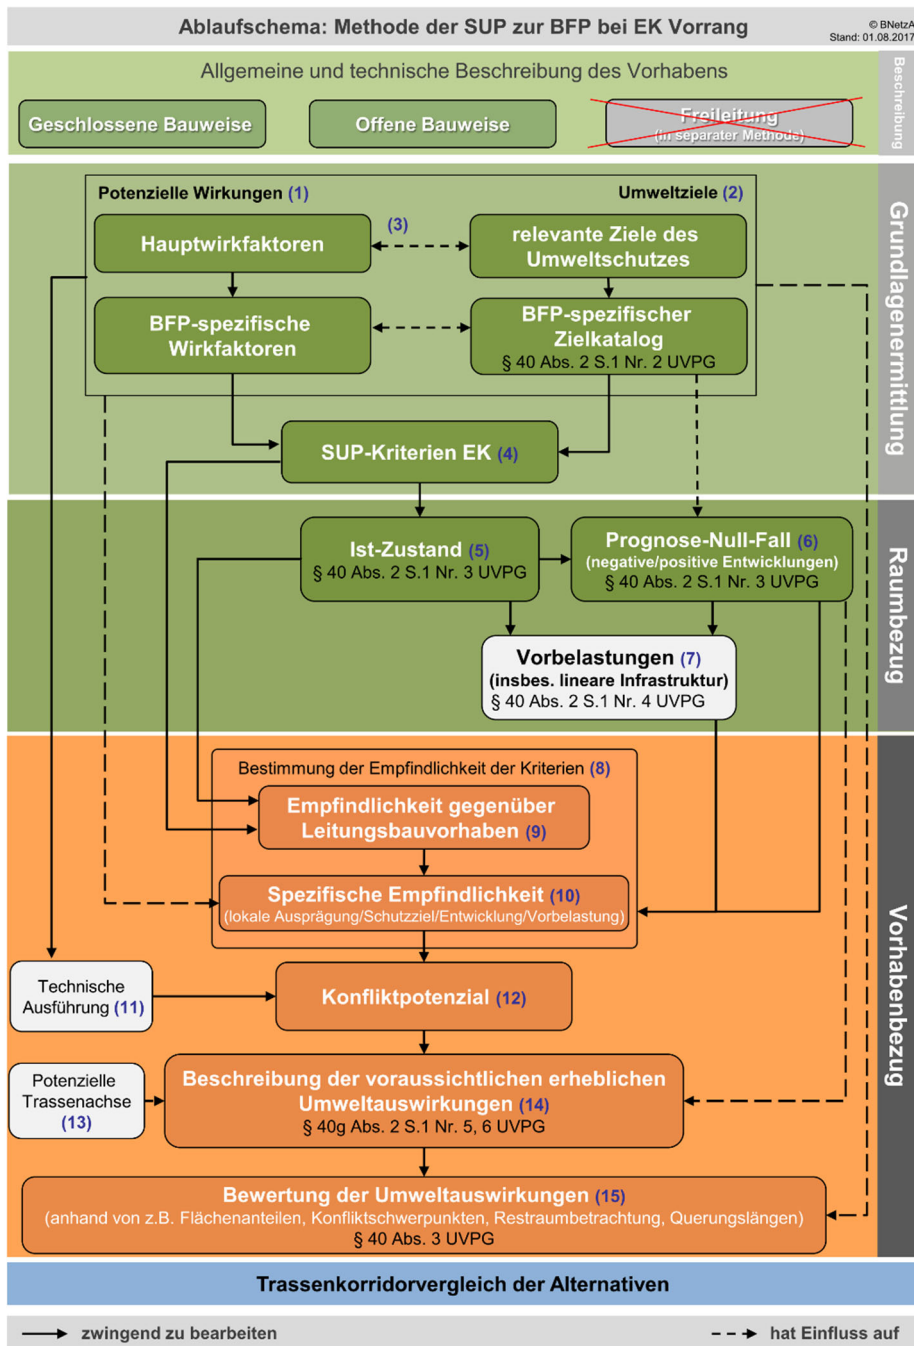 Ablaufschema: Methode der SUP zur BFP bei EK Vorrang
© BNetzA
Stand: 01.08.2017
Allgemeine und technische Beschreibung des Vorhabens
Beschreibung
Geschlossene Bauweise
Offene Bauweise
Freileitung
(in separater Methode)
Grundlagenermittlung
Potenzielle Wirkungen (1)
Umweltziele (2)
(3)
Hauptwirkfaktoren
relevante Ziele des
Umweltschutzes
BFP-spezifische
Wirkfaktoren
BFP-spezifischer
Zielkatalog
§ 40 Abs. 2 S.1 Nr. 2 UVPG
SUP-Kriterien EK (4)
Raumbezug
Ist-Zustand (5)
§ 40 Abs. 2 S.1 Nr. 3 UVPG
Prognose-Null-Fall (6)
(negative/positive Entwicklungen)
§ 40 Abs. 2 S.1 Nr. 3 UVPG
Vorbelastungen (7)
(insbes. lineare Infrastruktur)
§ 40 Abs. 2 S.1 Nr. 4 UVPG
Vorhabenbezug
Bestimmung der Empfindlichkeit der Kriterien (8)
Empfindlichkeit gegenüber
Leitungsbauvorhaben (9)
Spezifische Empfindlichkeit (10)
(lokale Ausprägung/Schutzziel/Entwicklung/Vorbelastung)
Technische
Ausführung (11)
Konfliktpotenzial (12)
Potenzielle
Trassenachse
(13)
Beschreibung der voraussichtlichen erheblichen
Umweltauswirkungen (14)
§ 40g Abs. 2 S.1 Nr. 5, 6 UVPG
Bewertung der Umweltauswirkungen (15)
(anhand von z.B. Flächenanteilen, Konfliktschwerpunkten, Restraumbetrachtung, Querungslängen)
§ 40 Abs. 3 UVPG
Trassenkorridorvergleich der Alternativen
zwingend zu bearbeiten
hat Einfluss auf